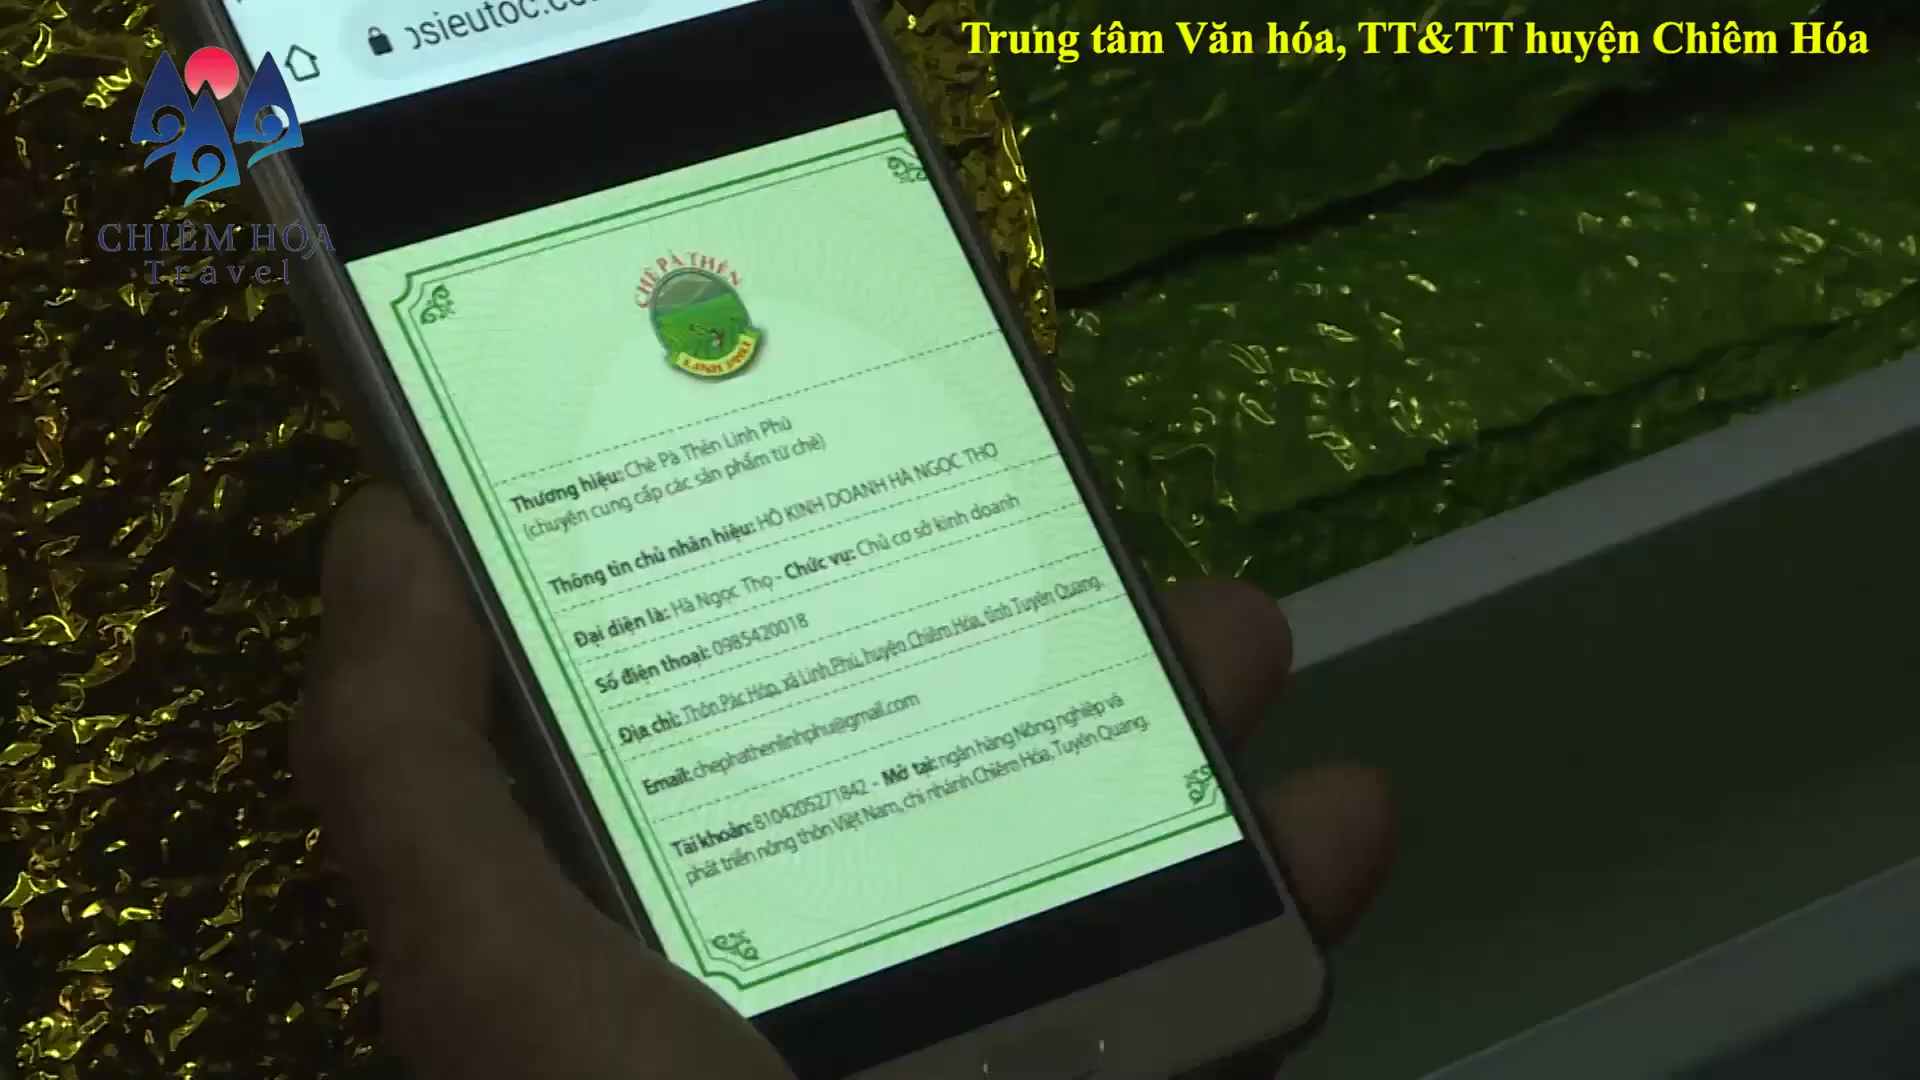 Trung tâm Văn hóa, TT&TT huyện Chiêm Hóa
CHIÊM HÓA
Travel
CHÈ PÀ THẺN
LINH PHÚ
Thương hiệu: Chè Pà Thẻn Linh Phú
(chuyên cung cấp các sản phẩm từ chè)
Thông tin chủ nhãn hiệu: HỘ KINH DOANH HÀ NGỌC THỌ
Đại diện là: Hà Ngọc Thọ - Chức vụ: Chủ cơ sở kinh doanh
Số điện thoại: 0985420018
Địa chỉ: Thôn Pác Hóp, xã Linh Phú, huyện Chiêm Hóa, tỉnh Tuyên Quang.
Email: chephathenlinhphu@gmail.com
Tài khoản: 8104205271842 - Mở tại: ngân hàng Nông nghiệp và
phát triển nông thôn Việt Nam, chi nhánh Chiêm Hóa, Tuyên Quang.